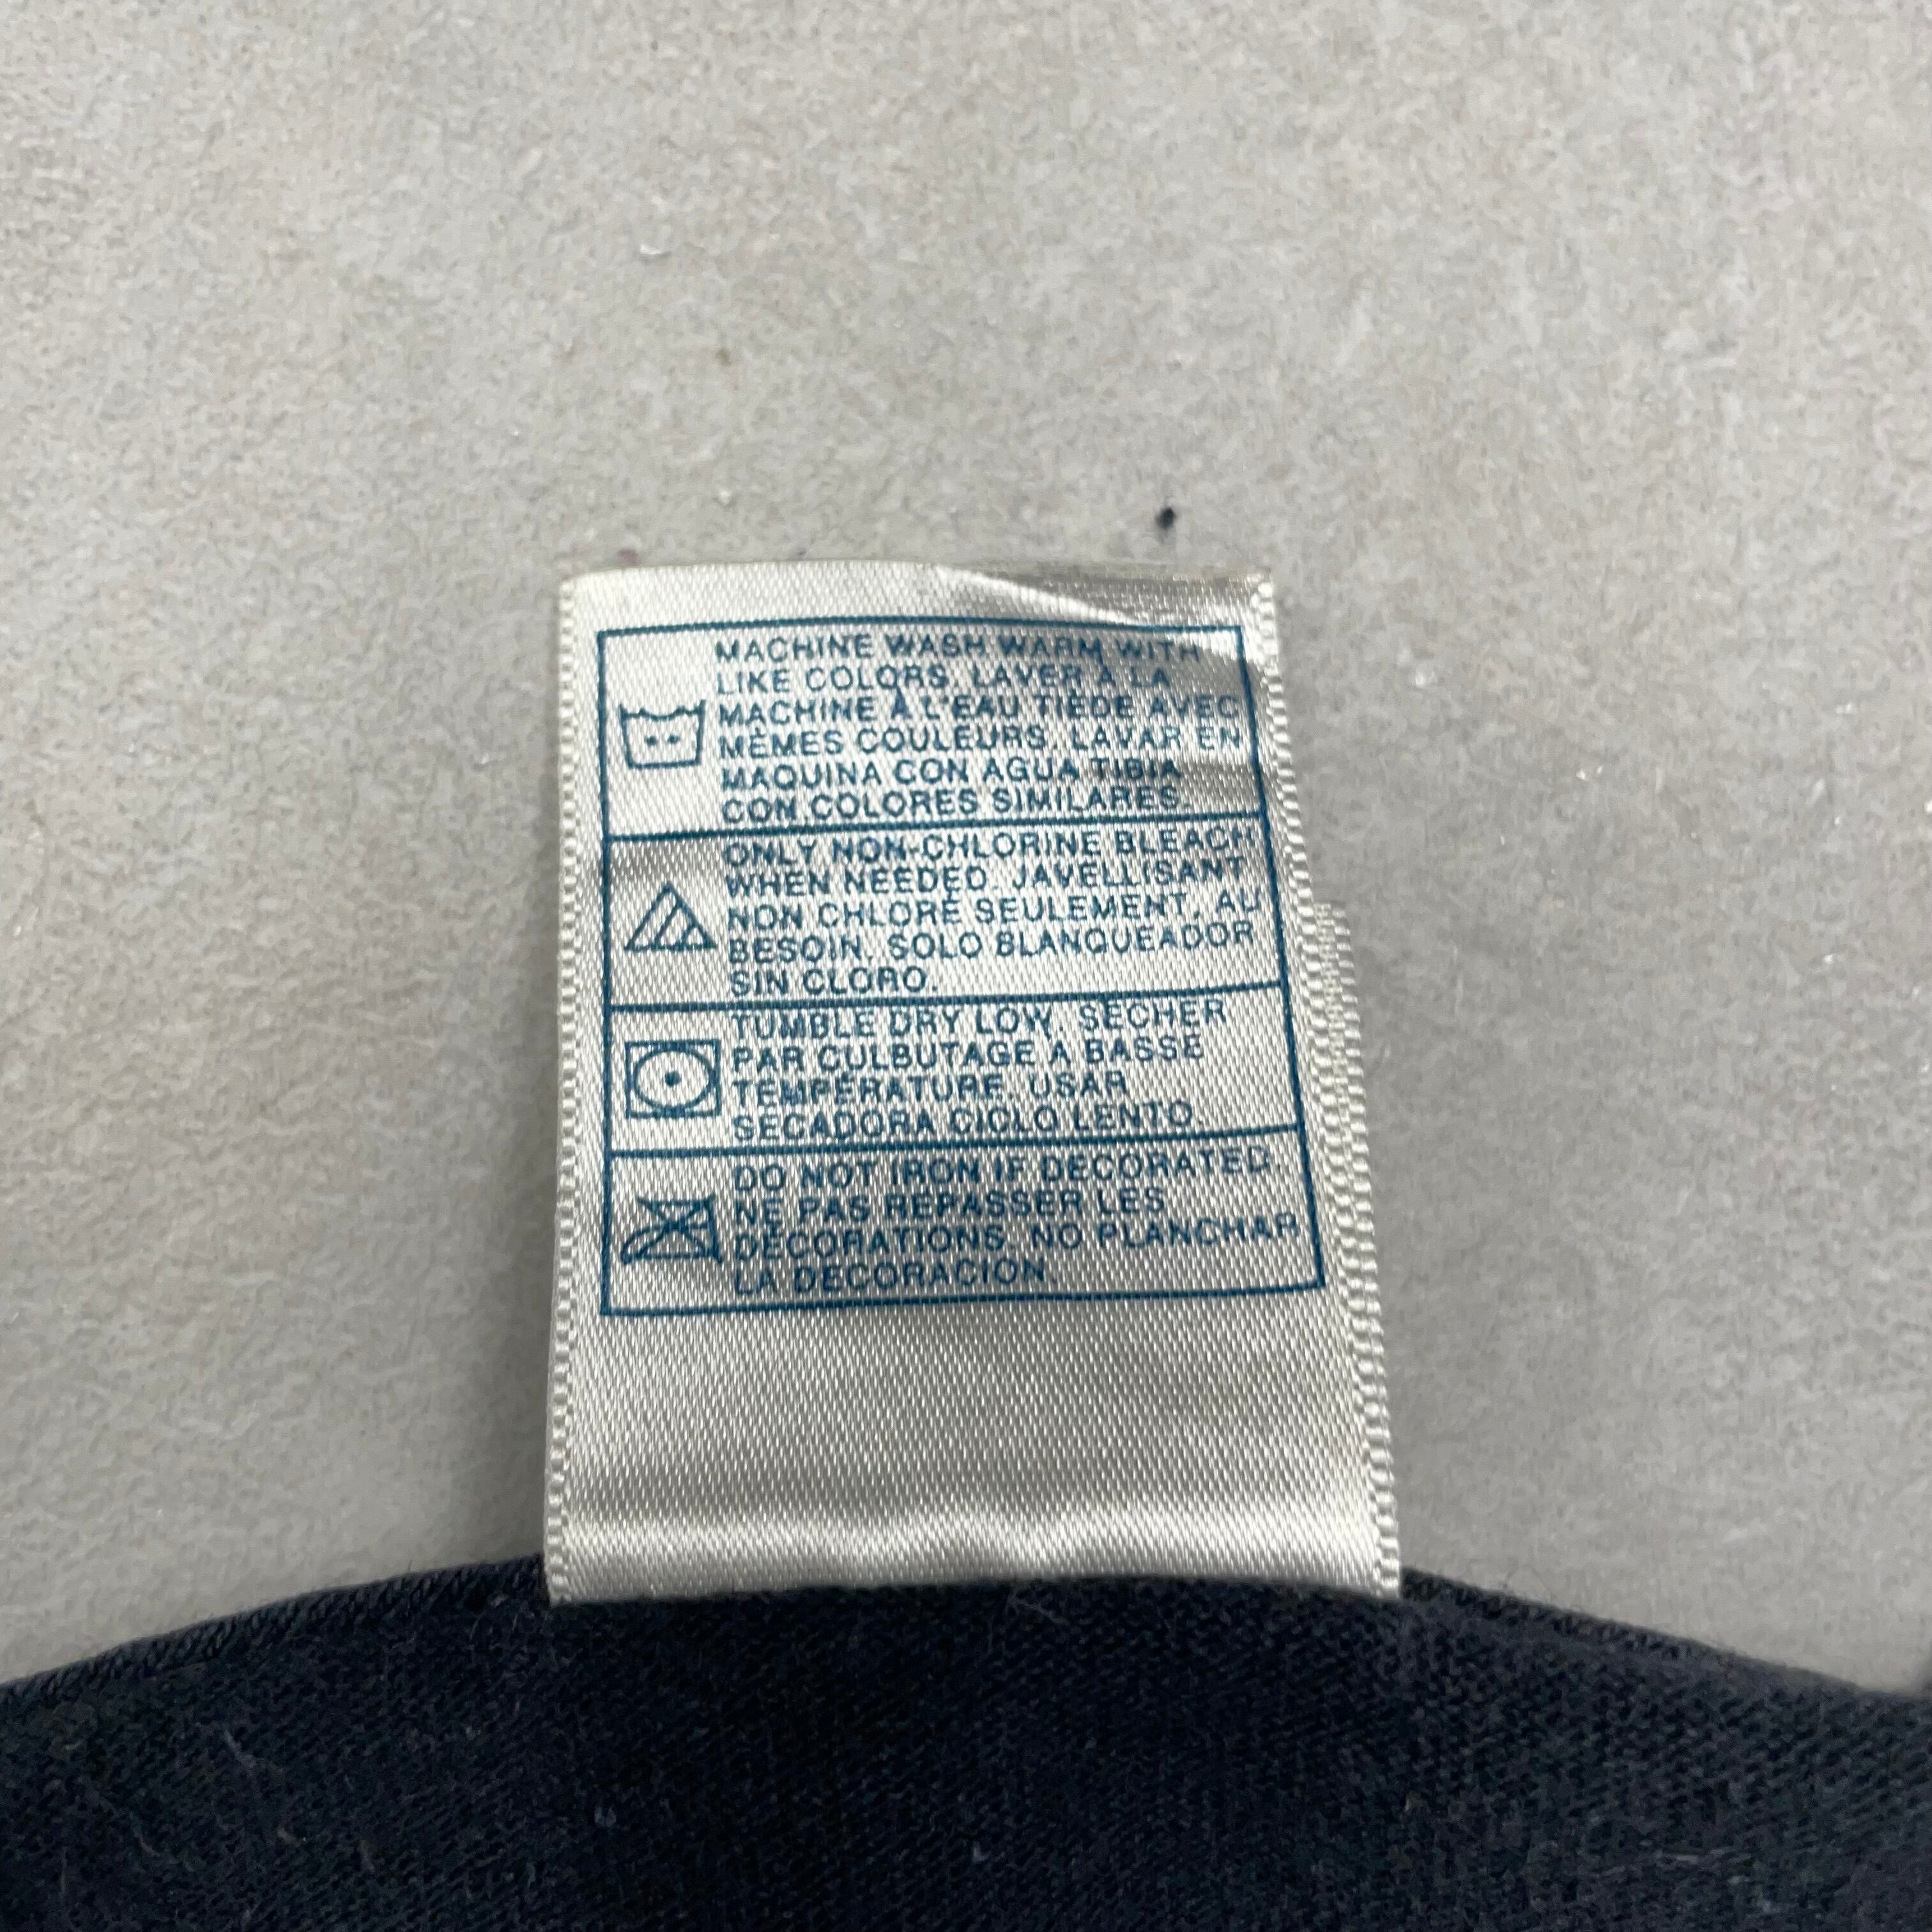 MACHINE WASH WARM WITH
LIKE COLORS. LAVER À LA
MACHINE À L'EAU TIÈDE AVEC
MÊMES COULEURS. LAVAR EN
MAQUINA CON AGUA TIBIA
CON COLORES SIMILARES.
ONLY NON-CHLORINE BLEACH
WHEN NEEDED. JAVELLISANT
NON CHLORÉ SEULEMENT, AU
BESOIN. SOLO BLANQUEADOR
SIN CLORO.
TUMBLE DRY LOW. SÉCHER
PAR CULBUTAGE À BASSE
TEMPÉRATURE. USAR
SECADORA CICLO LENTO.
DO NOT IRON IF DECORATED.
NE PAS REPASSER LES
DÉCORATIONS. NO PLANCHAR
LA DECORACIÓN.